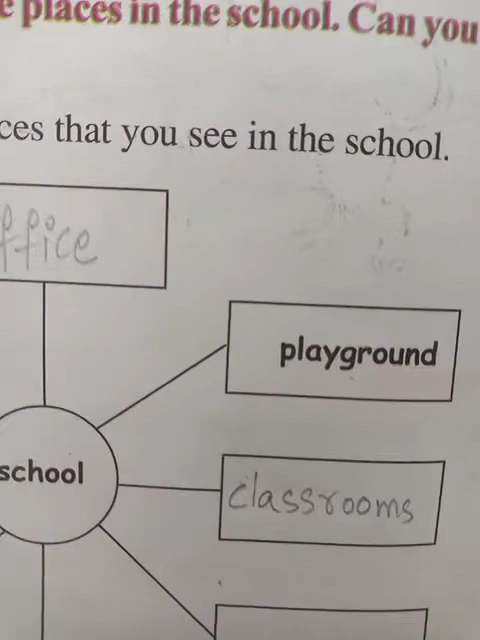 places in the school. Can you
ces that you see in the school.
ffice
playground
school
classrooms